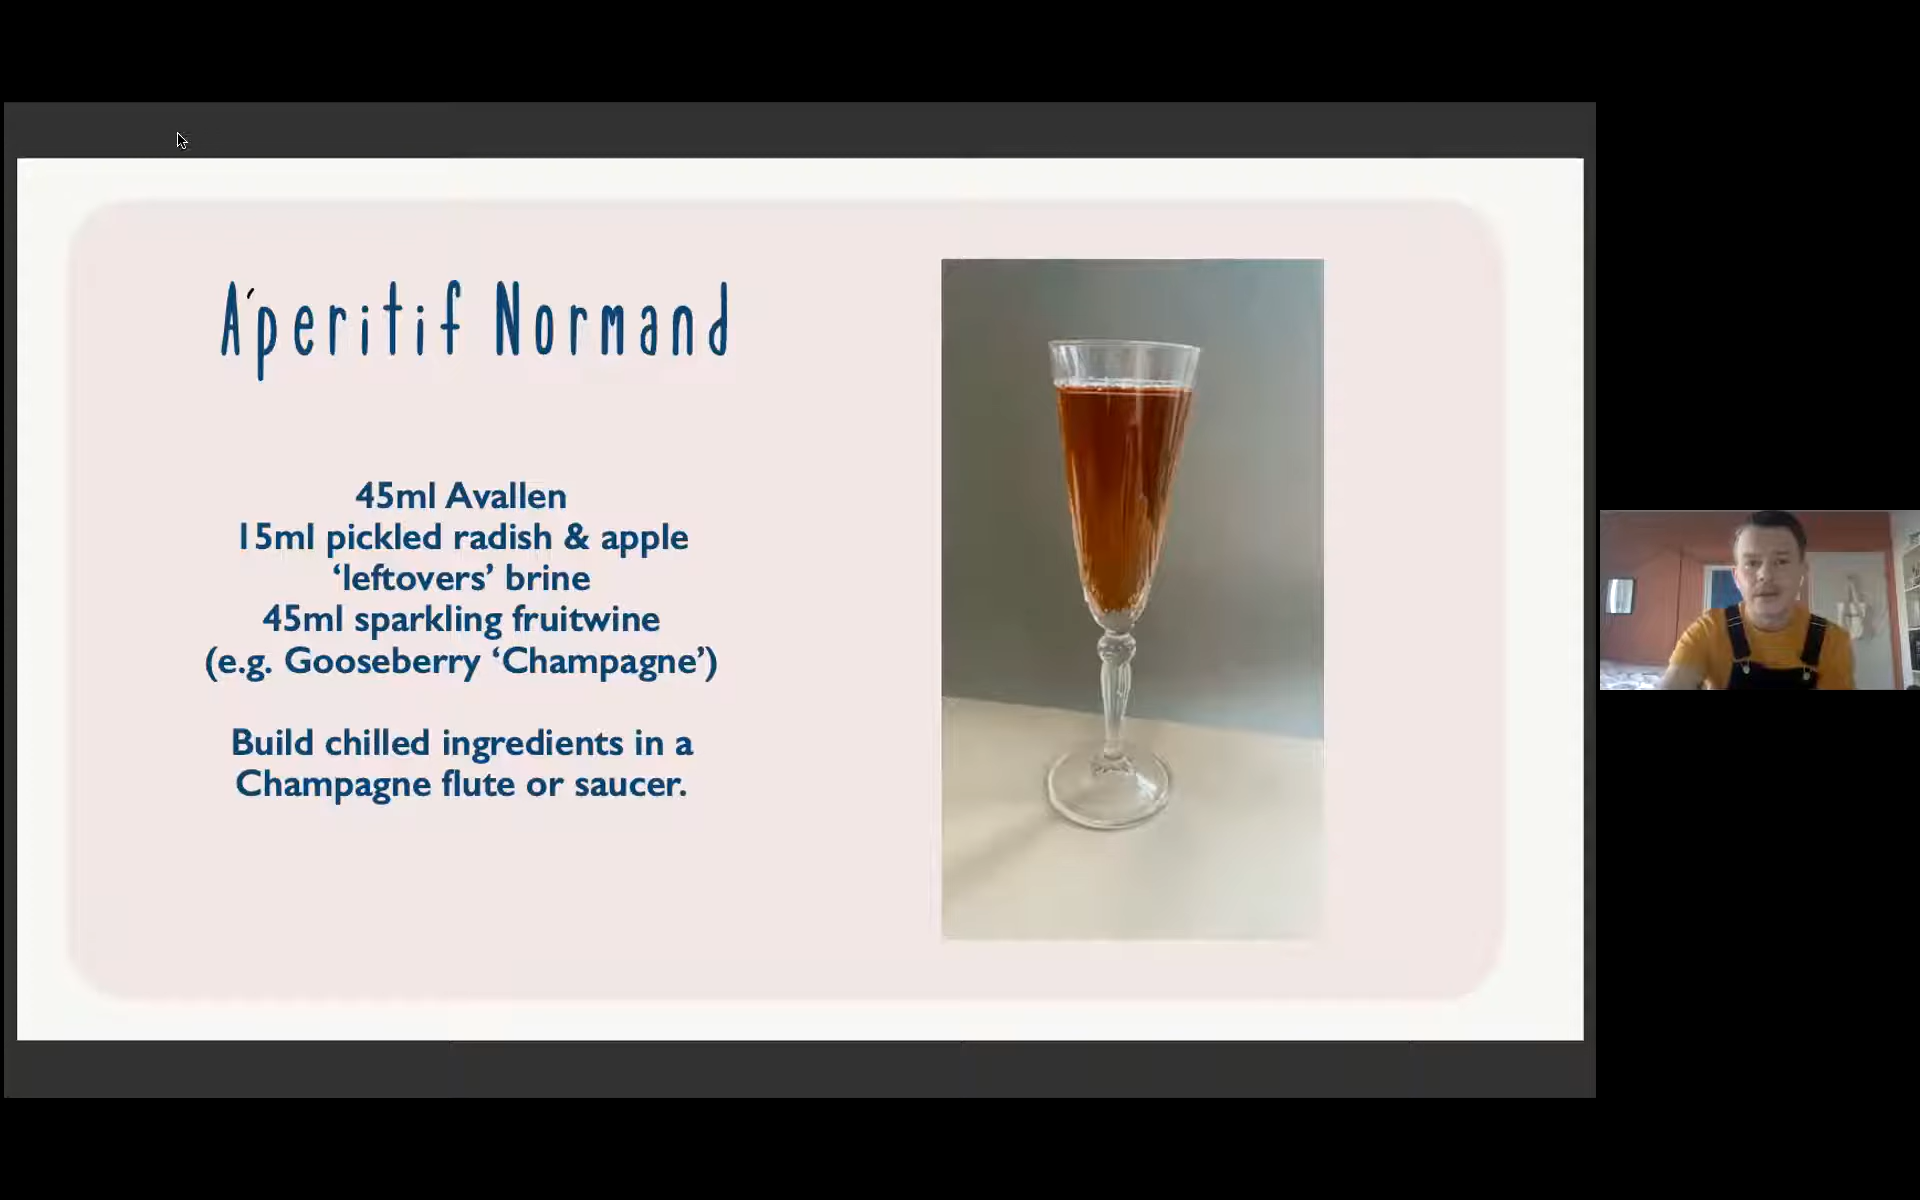 Aperitif Normand
45ml Avallen
15ml pickled radish & apple
‘leftovers’ brine
45ml sparkling fruitwine
(e.g. Gooseberry ‘Champagne’)
Build chilled ingredients in a
Champagne flute or saucer.